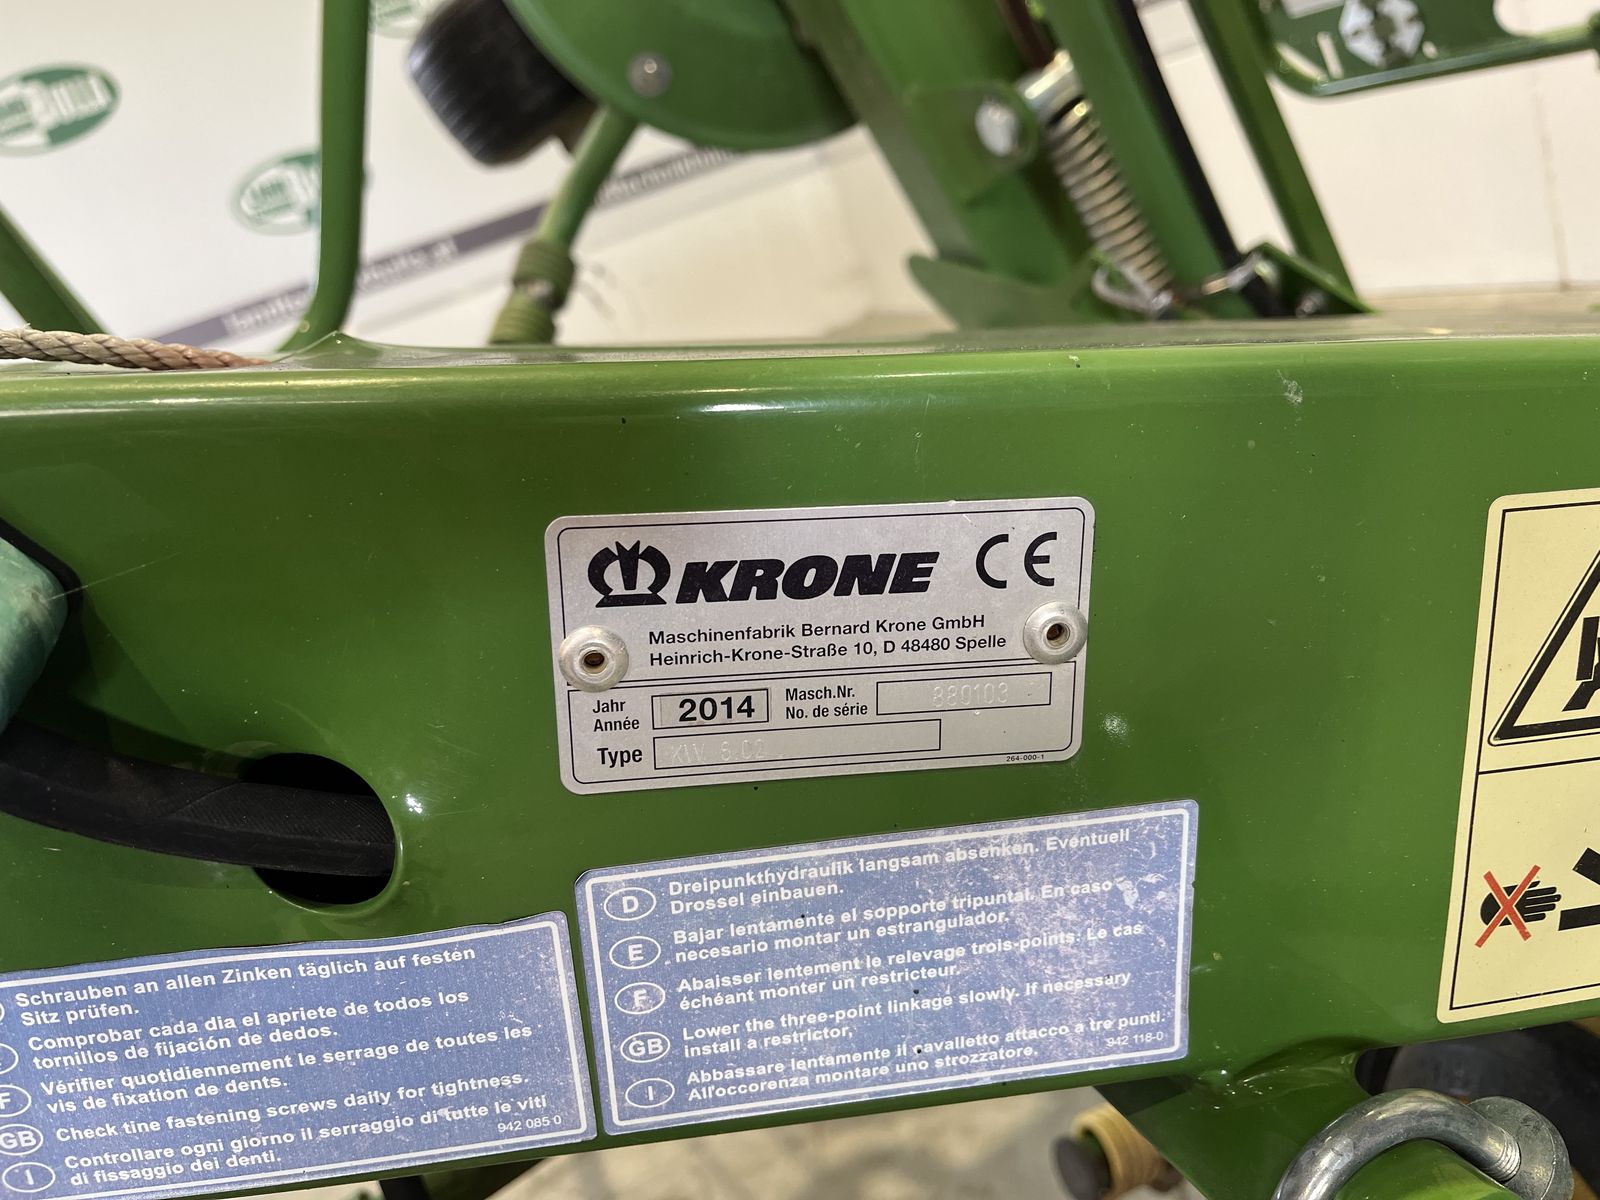 KRONE CE
Maschinenfabrik Bernard Krone GmbH
Heinrich-Krone-Straße 10, D 48480 Spelle
Jahr
Année
2014
Masch.Nr.
No. de série
880103
Type
KW 6.02
264-000-1
D
Dreipunkthydraulik langsam absenken. Eventuell
Drossel einbauen.
E
Bajar lentamente el sopporte tripuntal. En caso
necesario montar un estrangulador.
F
Abaisser lentement le relevage trois-points. Le cas
échéant monter un restricteur.
GB
Lower the three-point linkage slowly. If necessary
install a restrictor,
I
Abbassare lentamente il cavalletto attacco a tre punti.
All'occorenza montare uno strozzatore.
942 118-0
Schrauben an allen Zinken täglich auf festen
Sitz prüfen.
Comprobar cada dia el apriete de todos los
tornillos de fijación de dedos.
F
Vérifier quotidiennement le serrage de toutes les
vis de fixation de dents.
GB
Check tine fastening screws daily for tightness.
I
Controllare ogni giorno il serraggio di tutte le viti
di fissaggio dei denti.
942 085 0